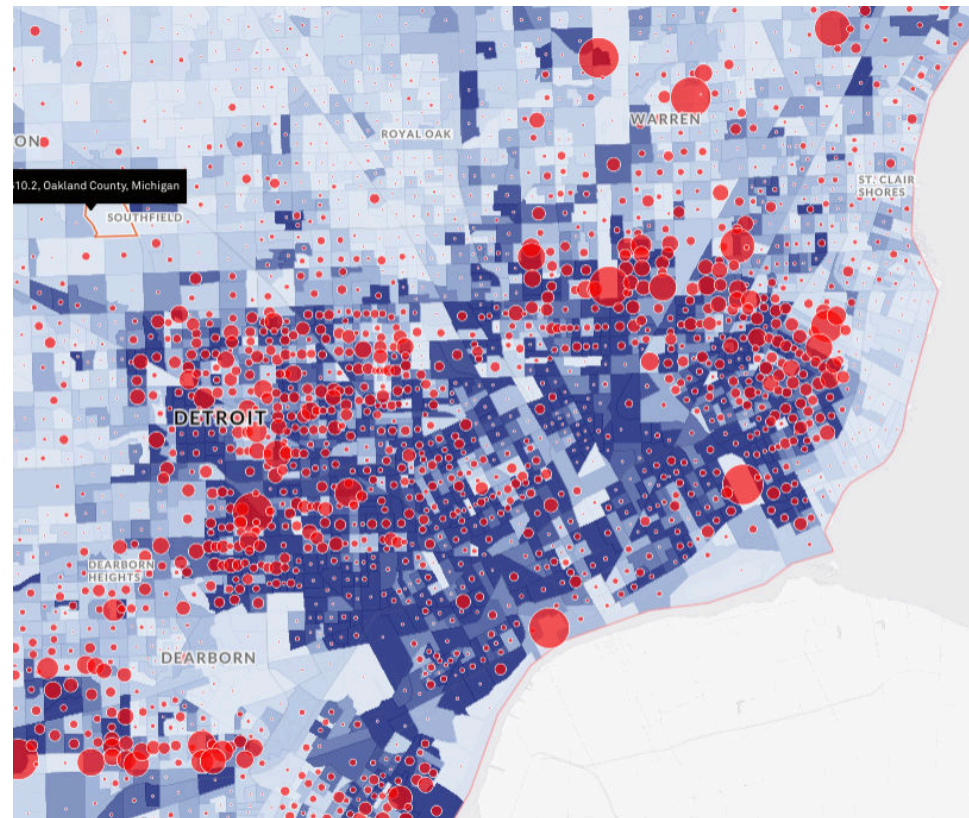 WARREN
ROYAL OAK
ON
10.2, Oakland County, Michigan
ST. CLAIR
SHORES
SOUTHFIELD
DETROIT
DEARBORN
HEIGHTS
DEARBORN